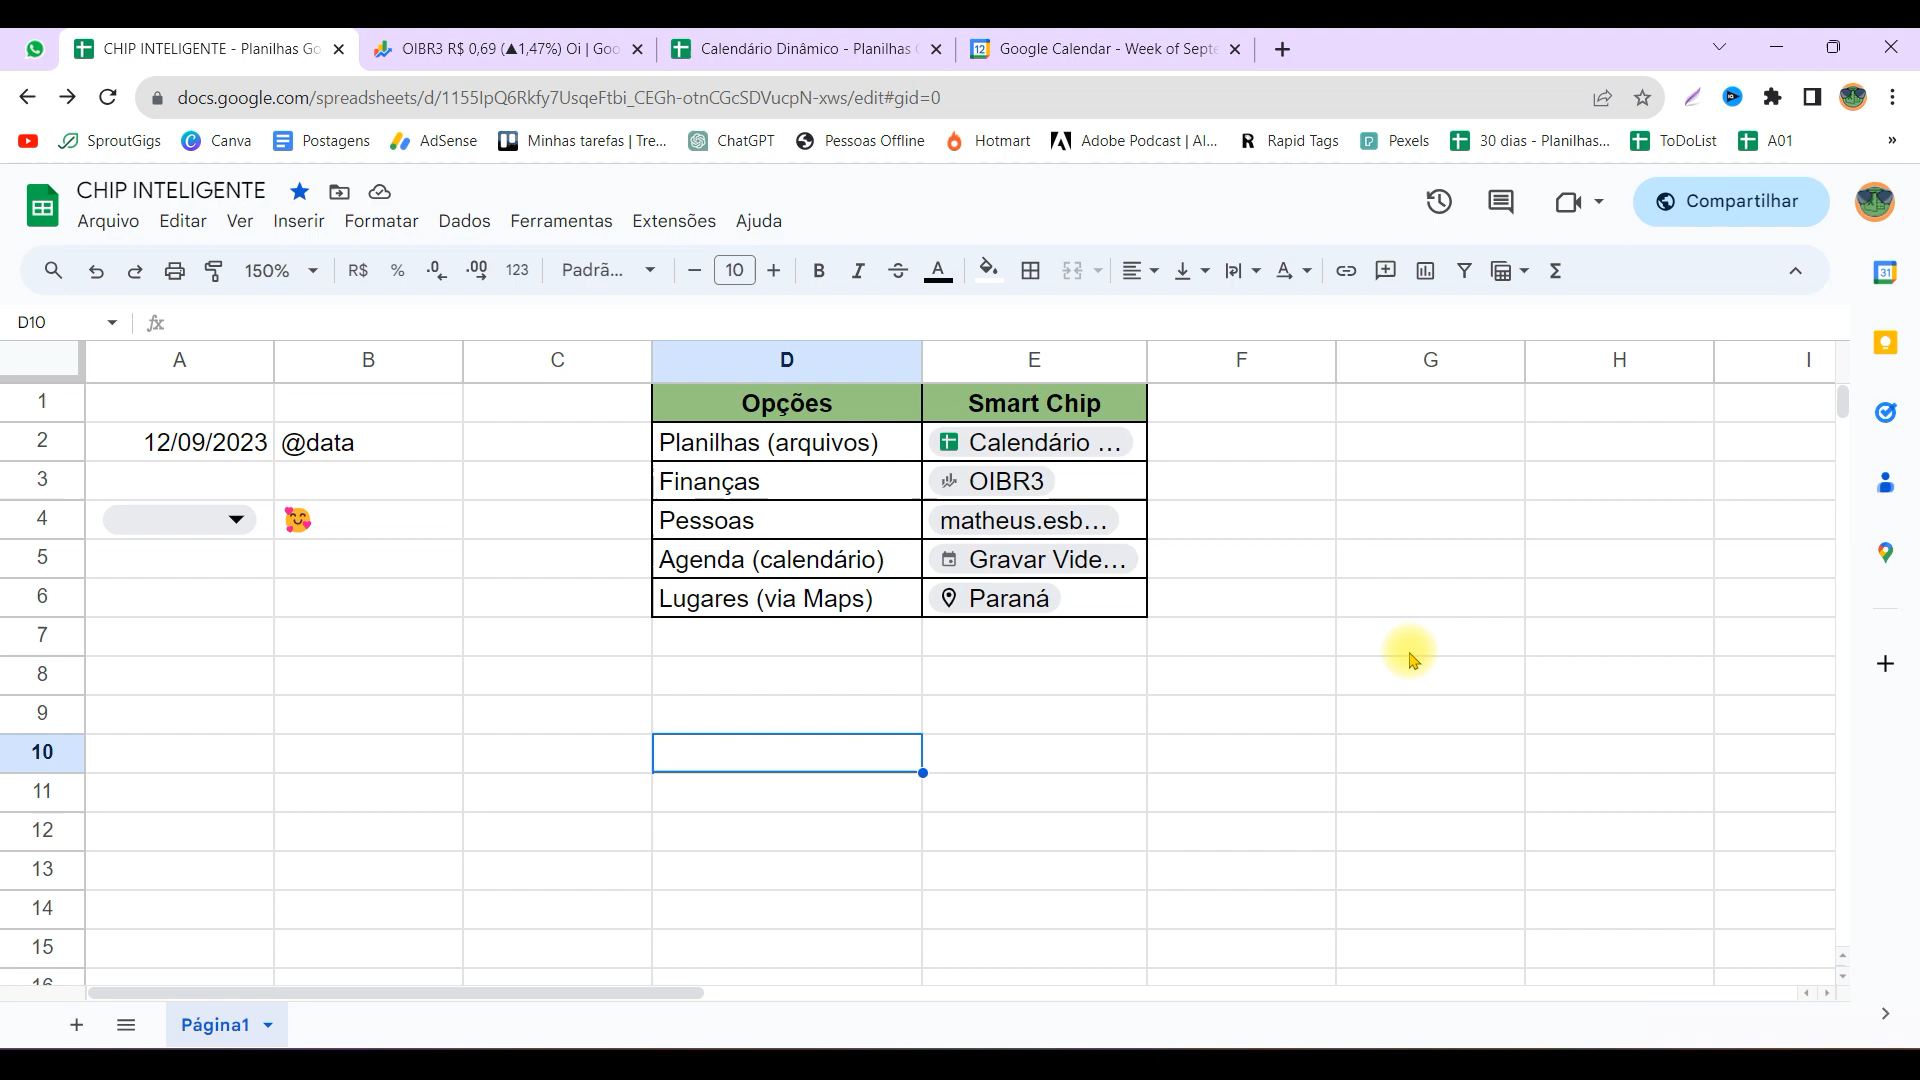 CHIP INTELIGENTE - Planilhas Go
OIBR3 R$ 0,69 (▲1,47%) Oi | Goo
Calendário Dinâmico - Planilhas G
12
Google Calendar - Week of Septe
docs.google.com/spreadsheets/d/1155IpQ6Rkfy7UsqeFtbi_CEGh-otnCGcSDVucpN-xws/edit#gid=0
SproutGigs
Canva
Postagens
AdSense
Minhas tarefas | Tre...
ChatGPT
Pessoas Offline
Hotmart
Adobe Podcast | AI...
Rapid Tags
Pexels
30 dias - Planilhas...
ToDoList
A01
»
CHIP INTELIGENTE
Arquivo Editar Ver Inserir Formatar Dados Ferramentas Extensões Ajuda
Compartilhar
150% R$ % .0 .00 123 Padrã... − 10 + B I S A Σ
31
D10 fx
A B C D E F G H I
1 Opções Smart Chip
2 12/09/2023 @data Planilhas (arquivos) Calendário ...
3 Finanças OIBR3
4 🥰 Pessoas matheus.esb...
5 Agenda (calendário) Gravar Vide...
6 Lugares (via Maps) Paraná
7
8
9
10
11
12
13
14
15
16
Página1